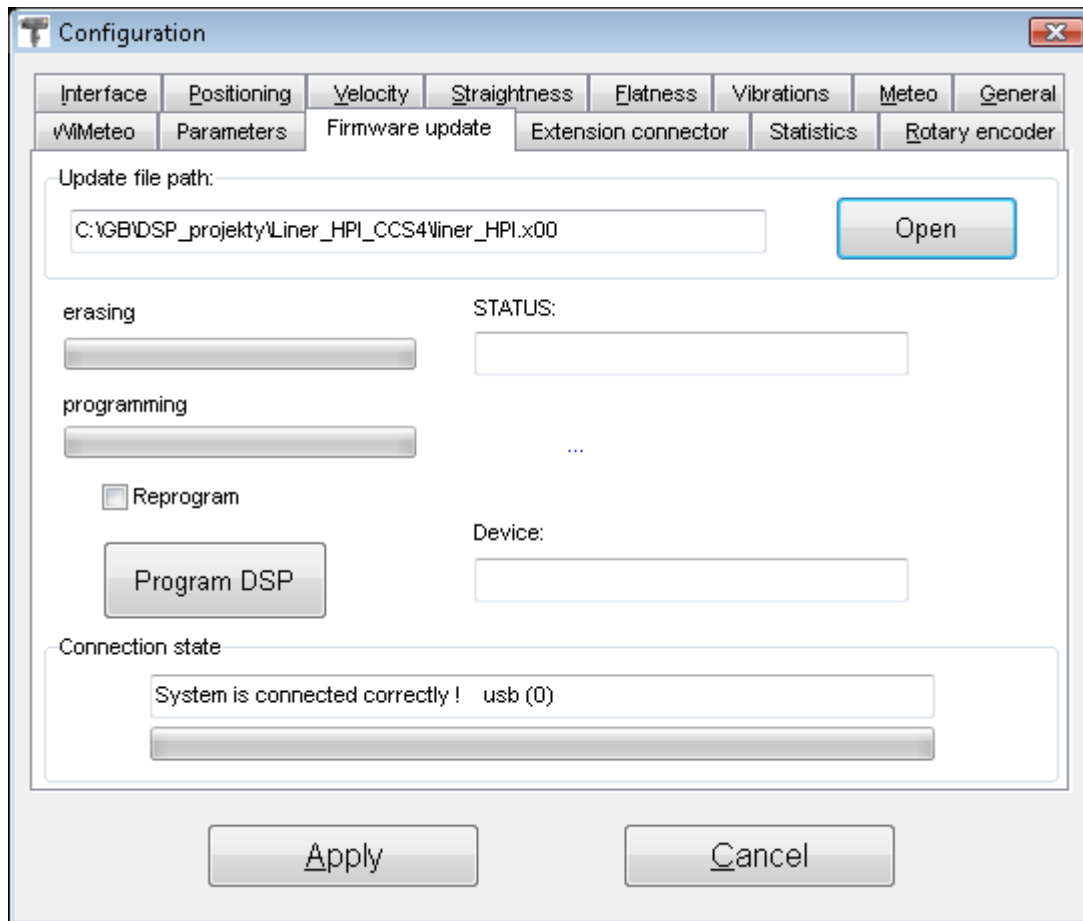 Configuration
Interface Positioning Velocity Straightness Flatness Vibrations Meteo General
WiMeteo Parameters Firmware update Extension connector Statistics Rotary encoder
Update file path:
C:\GB\DSP_projekty\Liner_HPI_CCS4\liner_HPI.x00 Open
erasing STATUS:
programming
...
Reprogram
Device:
Program DSP
Connection state
System is connected correctly ! usb (0)
Apply Cancel